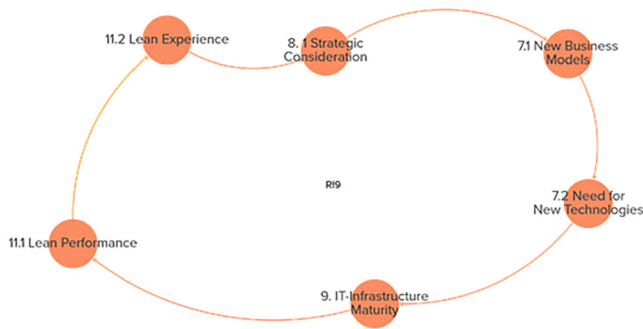 11.2 Lean Experience
8. 1 Strategic
Consideration
7.1 New Business
Models
RI9
7.2 Need for
New Technologies
11.1 Lean Performance
9. IT-Infrastructure
Maturity